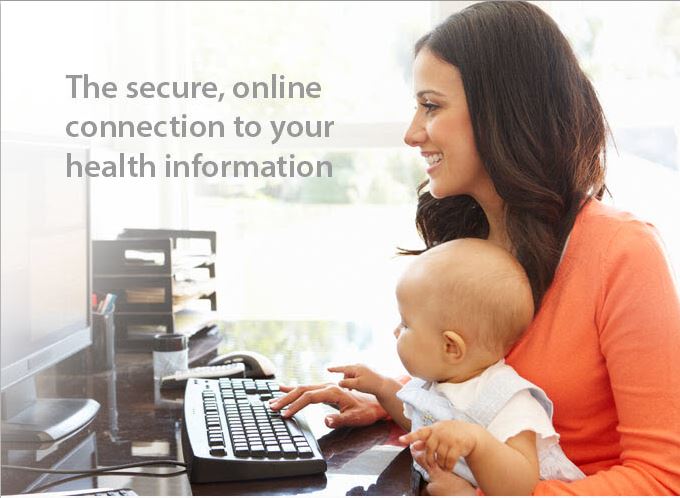 The secure, online
connection to your
health information